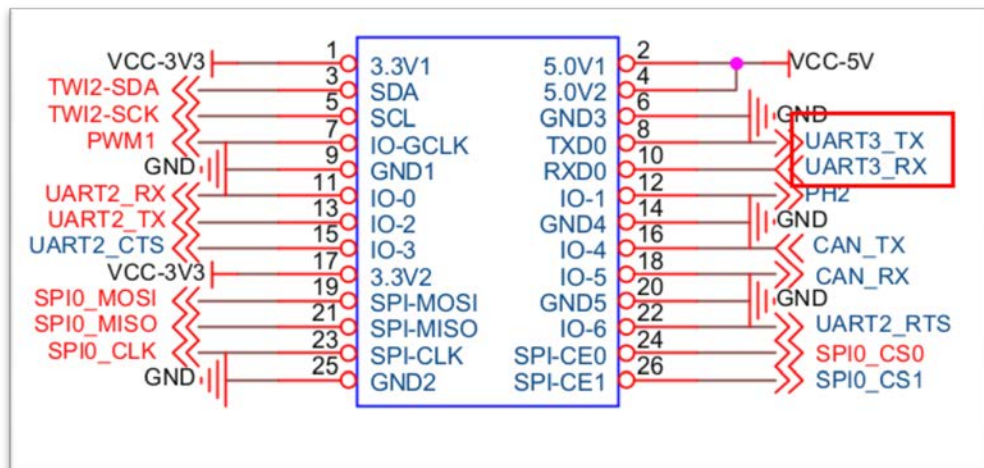 VCC-3V3 1 3.3V1 5.0V1 2 VCC-5V
TWI2-SDA 3 SDA 5.0V2 4
TWI2-SCK 5 SCL GND3 6 GND
PWM1 7 IO-GCLK TXD0 8 UART3_TX
GND 9 GND1 RXD0 10 UART3_RX
UART2_RX 11 IO-0 IO-1 12 PH2
UART2_TX 13 IO-2 GND4 14 GND
UART2_CTS 15 IO-3 IO-4 16 CAN_TX
VCC-3V3 17 3.3V2 IO-5 18 CAN_RX
SPI0_MOSI 19 SPI-MOSI GND5 20 GND
SPI0_MISO 21 SPI-MISO IO-6 22 UART2_RTS
SPI0_CLK 23 SPI-CLK SPI-CE0 24 SPI0_CS0
GND 25 GND2 SPI-CE1 26 SPI0_CS1